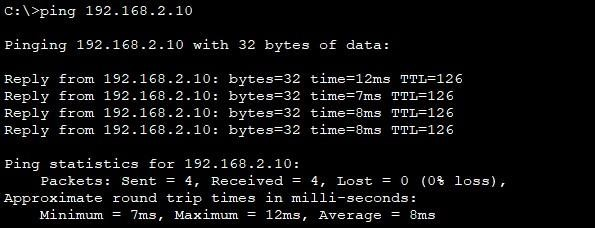 C:\>ping 192.168.2.10
Pinging 192.168.2.10 with 32 bytes of data:
Reply from 192.168.2.10: bytes=32 time=12ms TTL=126
Reply from 192.168.2.10: bytes=32 time=7ms TTL=126
Reply from 192.168.2.10: bytes=32 time=8ms TTL=126
Reply from 192.168.2.10: bytes=32 time=8ms TTL=126
Ping statistics for 192.168.2.10:
    Packets: Sent = 4, Received = 4, Lost = 0 (0% loss),
Approximate round trip times in milli-seconds:
    Minimum = 7ms, Maximum = 12ms, Average = 8ms